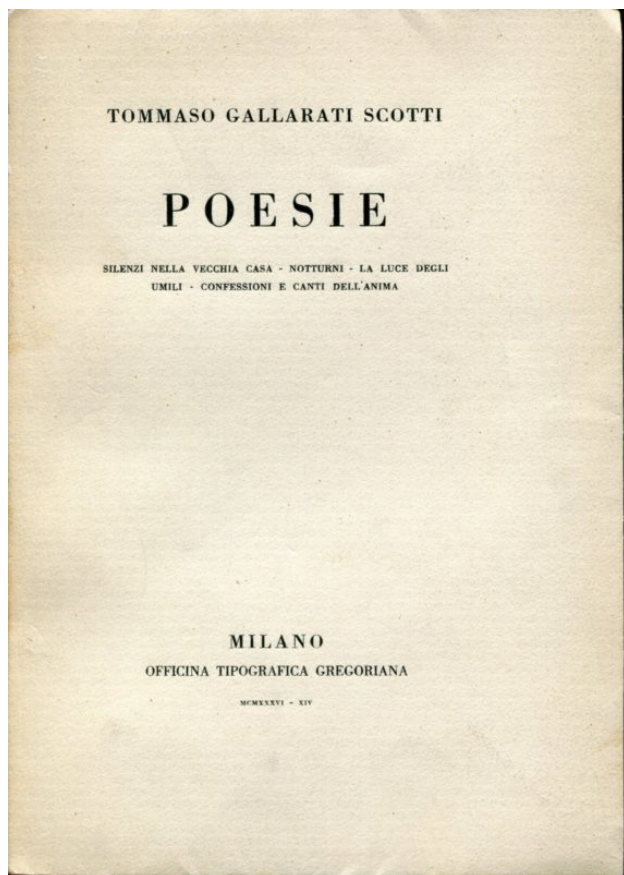 TOMMASO GALLARATI SCOTTI
POESIE
SILENZI NELLA VECCHIA CASA - NOTTURNI - LA LUCE DEGLI
UMILI - CONFESSIONI E CANTI DELL'ANIMA
MILANO
OFFICINA TIPOGRAFICA GREGORIANA
MCMXXXVI - XIV